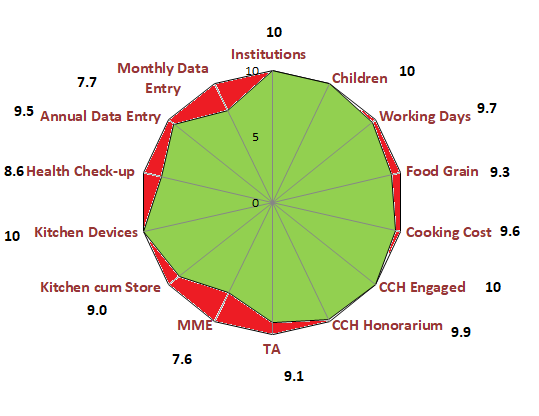 10
Institutions
Monthly Data
Entry
10
Children
10
7.7
9.5
Annual Data Entry
Working Days
9.7
5
8.6
Health Check-up
Food Grain
9.3
0
10
Kitchen Devices
Cooking Cost
9.6
Kitchen cum Store
CCH Engaged
10
9.0
MME
CCH Honorarium
9.9
7.6
TA
9.1